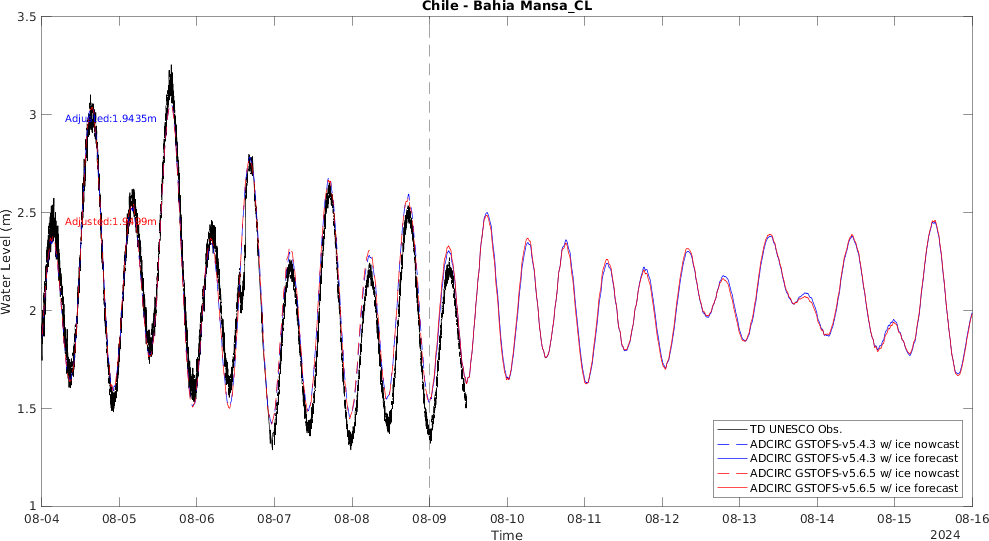 Chile - Bahia Mansa_CL
3.5
3
2.5
2
1.5
1
Water Level (m)
Adjusted:1.9435m
TD UNESCO Obs.
ADCIRC GSTOFS-v5.4.3 w/ ice nowcast
ADCIRC GSTOFS-v5.4.3 w/ ice forecast
ADCIRC GSTOFS-v5.6.5 w/ ice nowcast
ADCIRC GSTOFS-v5.6.5 w/ ice forecast
08-04 08-05 08-06 08-07 08-08 08-09 08-10 08-11 08-12 08-13 08-14 08-15 08-16
Time
2024